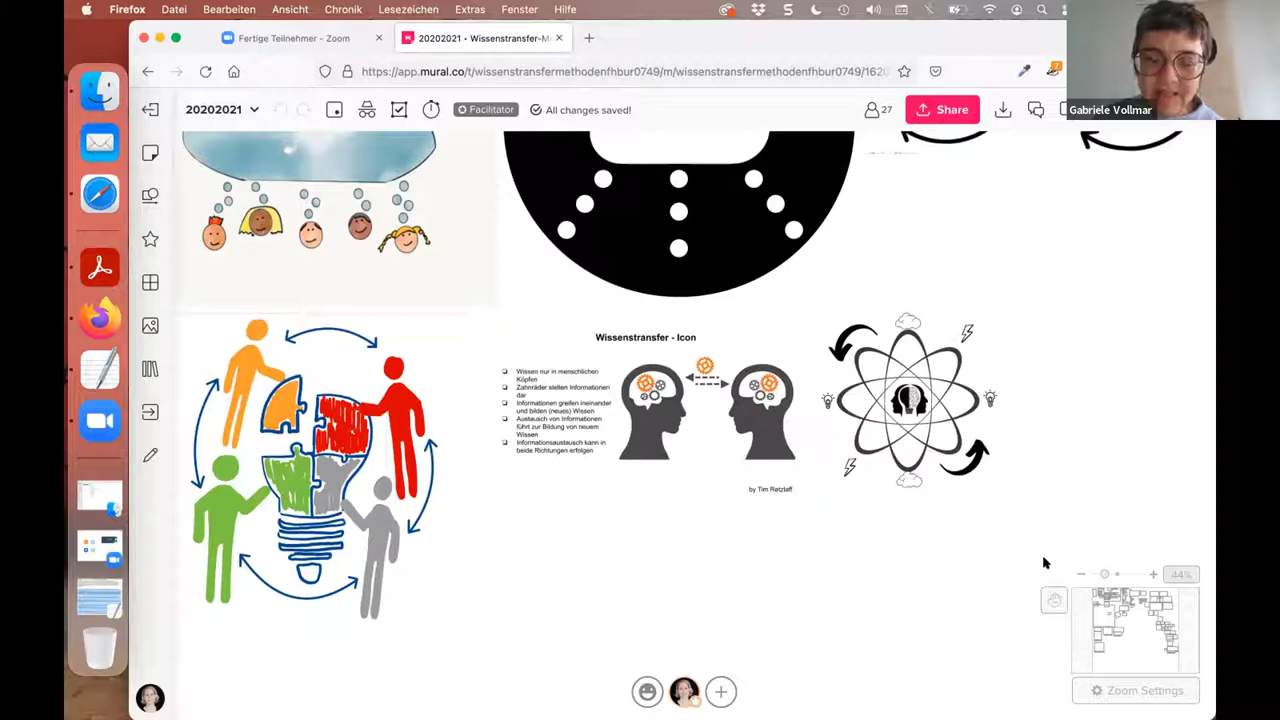 Firefox Datei Bearbeiten Ansicht Chronik Lesezeichen Extras Fenster Hilfe
Fertige Teilnehmer - Zoom
20202021 • Wissenstransfer-M
https://app.mural.co/t/wissenstransfermethodenfhbur0749/m/wissenstransfermethodenfhbur0749/162
7
Gabriele Vollmar
20202021
Facilitator
All changes saved!
27
Share
Wissenstransfer - Icon
Wissen nur in menschlichen
Köpfen
Zahnräder stellen Informationen
dar
Informationen greifen ineinander
und bilden (neues) Wissen
Austausch von Informationen
führt zur Bildung von neuem
Wissen
Informationsaustausch kann in
beide Richtungen erfolgen
by Tim Retzlaff
44%
Zoom Settings